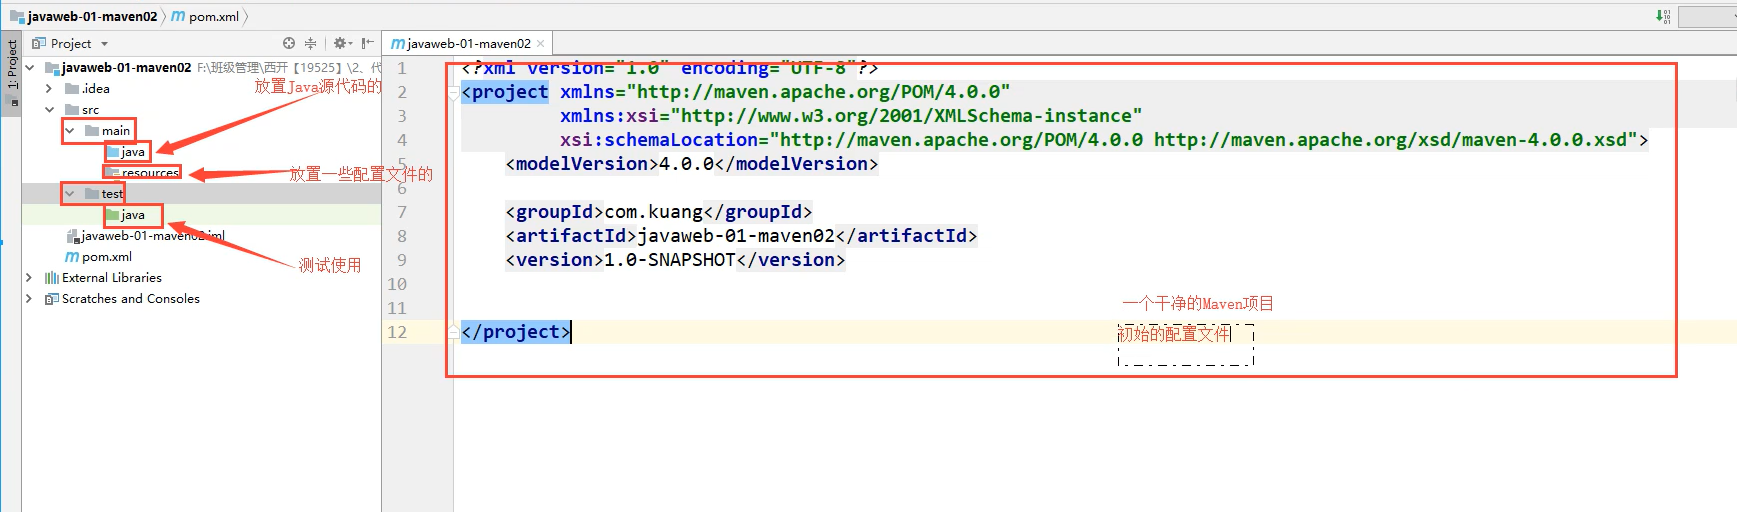 javaweb-01-maven02 pom.xml
1: Project
Project
javaweb-01-maven02
javaweb-01-maven02 F:\班级管理\西开【19525】\2、代
放置Java源代码的
.idea
src
main
java
resources
放置一些配置文件的
test
java
javaweb-01-maven02.iml
测试使用
pom.xml
External Libraries
Scratches and Consoles
1 <?xml version="1.0" encoding="UTF-8"?>
2 <project xmlns="http://maven.apache.org/POM/4.0.0"
3 xmlns:xsi="http://www.w3.org/2001/XMLSchema-instance"
4 xsi:schemaLocation="http://maven.apache.org/POM/4.0.0 http://maven.apache.org/xsd/maven-4.0.0.xsd">
5 <modelVersion>4.0.0</modelVersion>
6
7 <groupId>com.kuang</groupId>
8 <artifactId>javaweb-01-maven02</artifactId>
9 <version>1.0-SNAPSHOT</version>
10
11
一个干净的Maven项目
12 </project>
初始的配置文件